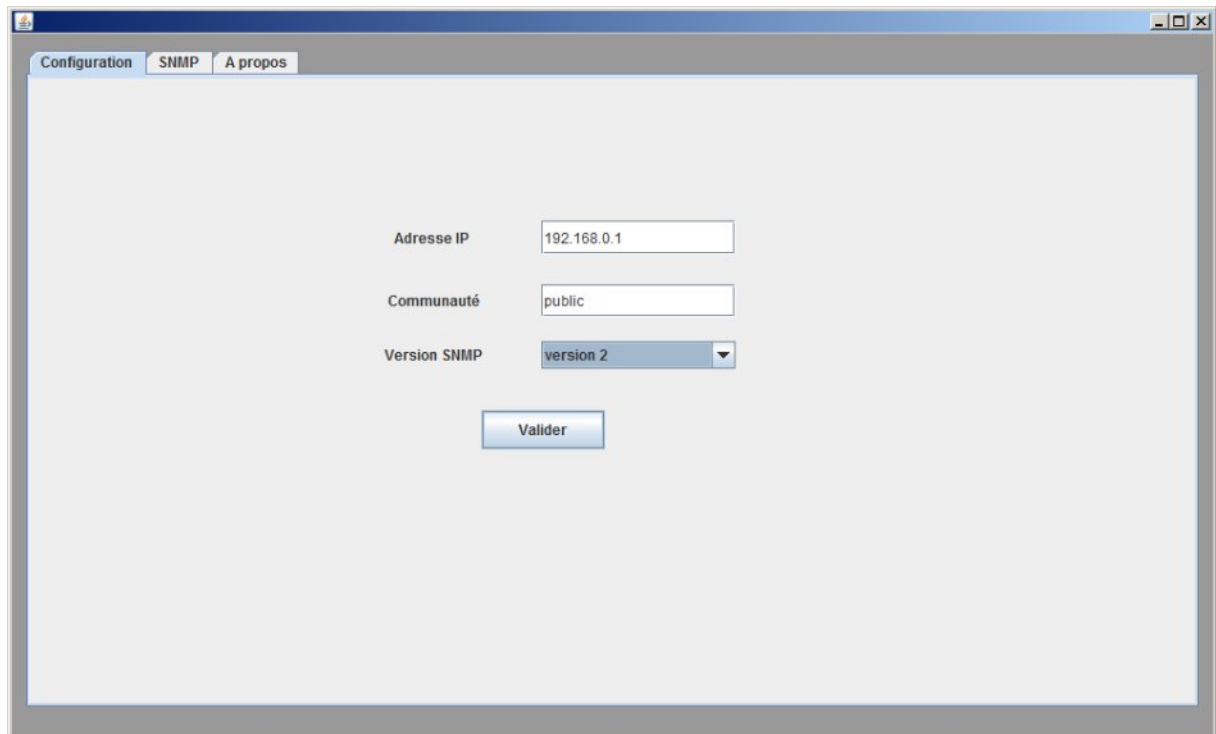 Configuration SNMP A propos
Adresse IP 192.168.0.1
Communauté public
Version SNMP version 2
Valider